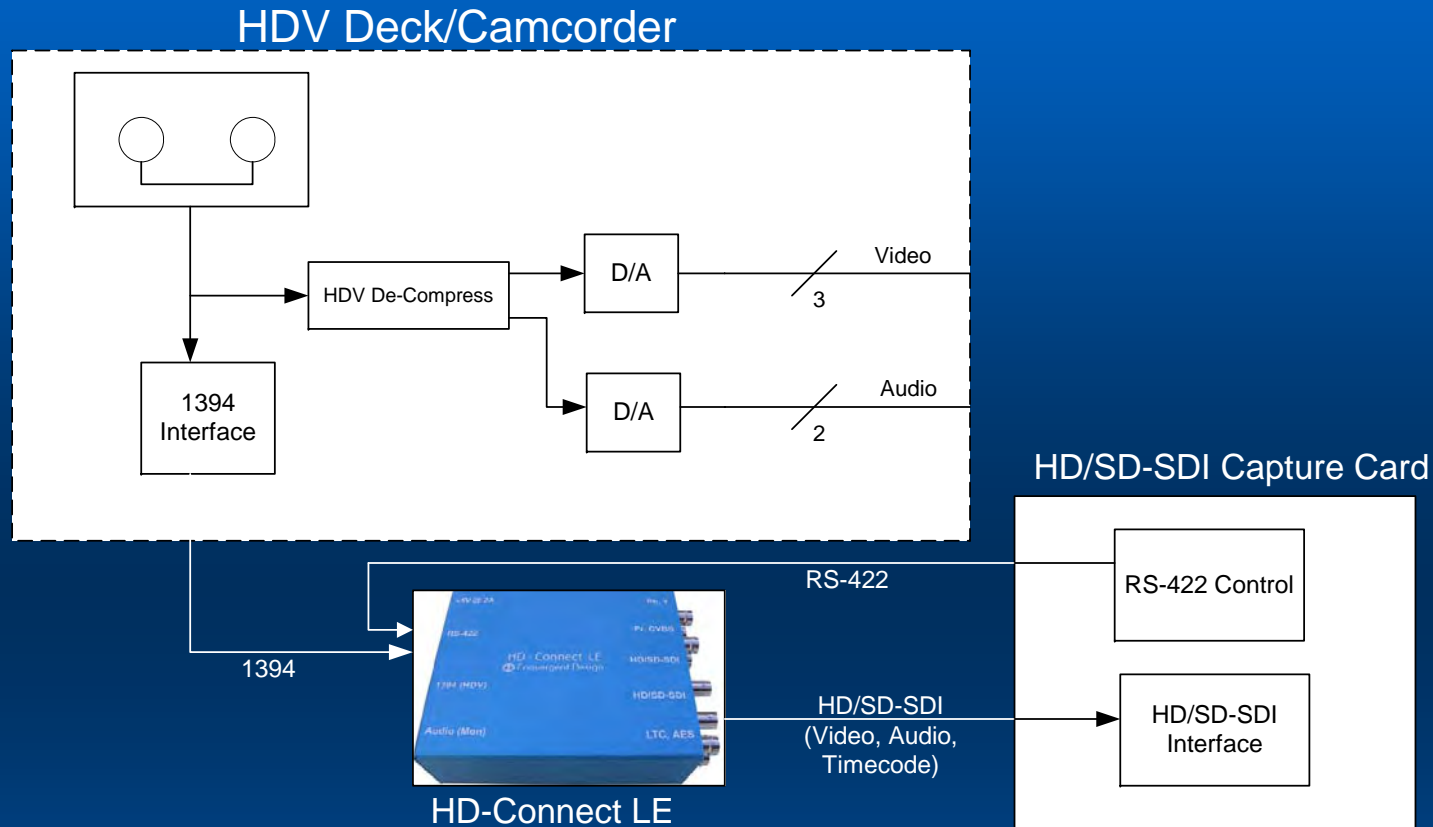 HDV Deck/Camcorder
HDV De-Compress
D/A
Video
3
D/A
Audio
2
1394
Interface
HD/SD-SDI Capture Card
RS-422 Control
RS-422
1394
RS-422
HD-Connect LE
Convergent Design
1394 (HDV)
Audio (Mon)
HD/SD-SDI
HD/SD-SDI
LTC, AES
HD/SD-SDI
(Video, Audio,
Timecode)
HD/SD-SDI
Interface
HD-Connect LE